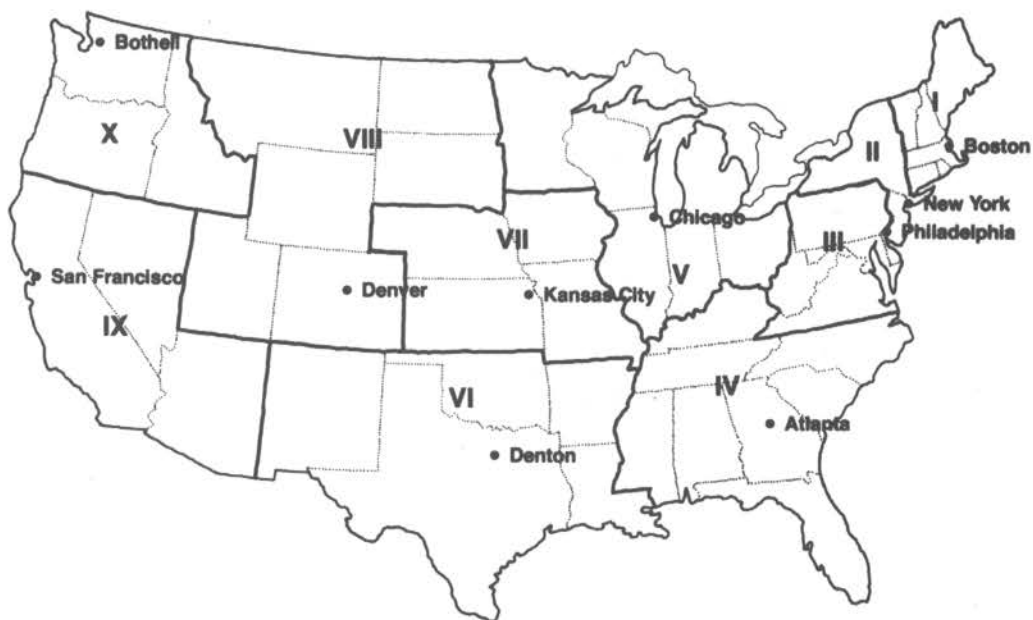 Bothell
I
X
VIII
II
Boston
New York
Chicago
Philadelphia
VII
III
San Francisco
V
Denver
Kansas City
IX
IV
VI
Atlanta
Denton